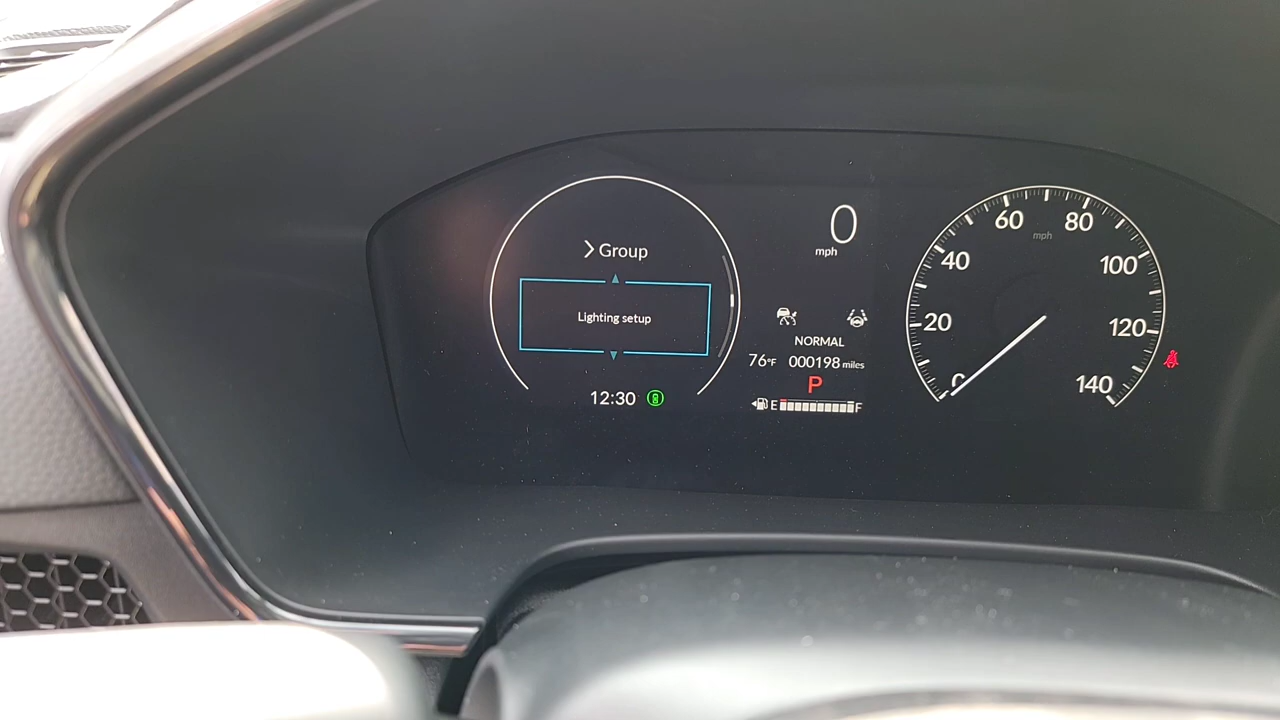 Group
Lighting setup
12:30
0
mph
NORMAL
76°F 000198 miles
P
E F
0 20 40 60 80 100 120 140
mph